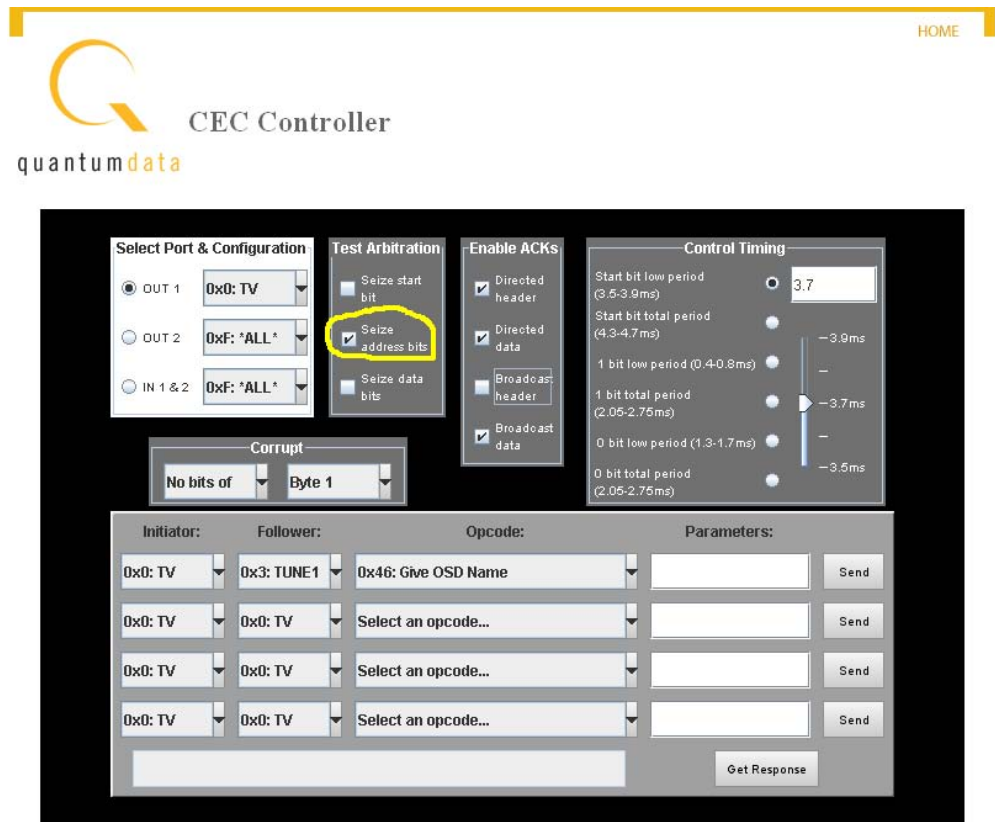 HOME
CEC Controller
quantumdata
Select Port & Configuration
OUT 1
0x0: TV
OUT 2
0xF: *ALL*
IN 1 & 2
0xF: *ALL*
Test Arbitration
Seize start
bit
Seize
address bits
Seize data
bits
Enable ACKs
Directed
header
Directed
data
Broadcast
header
Broadcast
data
Control Timing
Start bit low period
(3.5-3.9ms)
3.7
Start bit total period
(4.3-4.7ms)
1 bit low period (0.4-0.8ms)
1 bit total period
(2.05-2.75ms)
0 bit low period (1.3-1.7ms)
0 bit total period
(2.05-2.75ms)
3.9ms
3.7ms
3.5ms
Corrupt
No bits of
Byte 1
Initiator: Follower: Opcode: Parameters:
0x0: TV 0x3: TUNE1 0x46: Give OSD Name Send
0x0: TV 0x0: TV Select an opcode... Send
0x0: TV 0x0: TV Select an opcode... Send
0x0: TV 0x0: TV Select an opcode... Send
Get Response